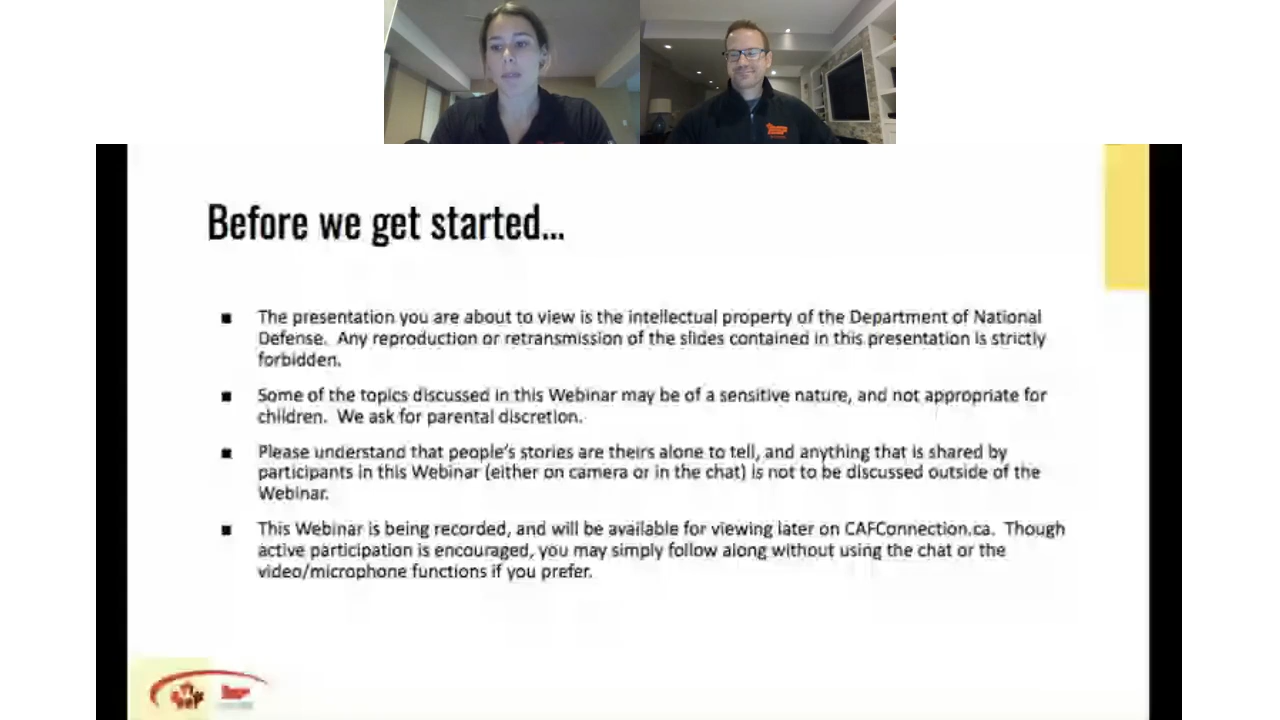 Before we get started...
■ The presentation you are about to view is the intellectual property of the Department of National
Defense. Any reproduction or retransmission of the slides contained in this presentation is strictly
forbidden.
■ Some of the topics discussed in this Webinar may be of a sensitive nature, and not appropriate for
children. We ask for parental discretion.
■ Please understand that people's stories are theirs alone to tell, and anything that is shared by
participants in this Webinar (either on camera or in the chat) is not to be discussed outside of the
Webinar.
■ This Webinar is being recorded, and will be available for viewing later on CAFConnection.ca. Though
active participation is encouraged, you may simply follow along without using the chat or the
video/microphone functions if you prefer.